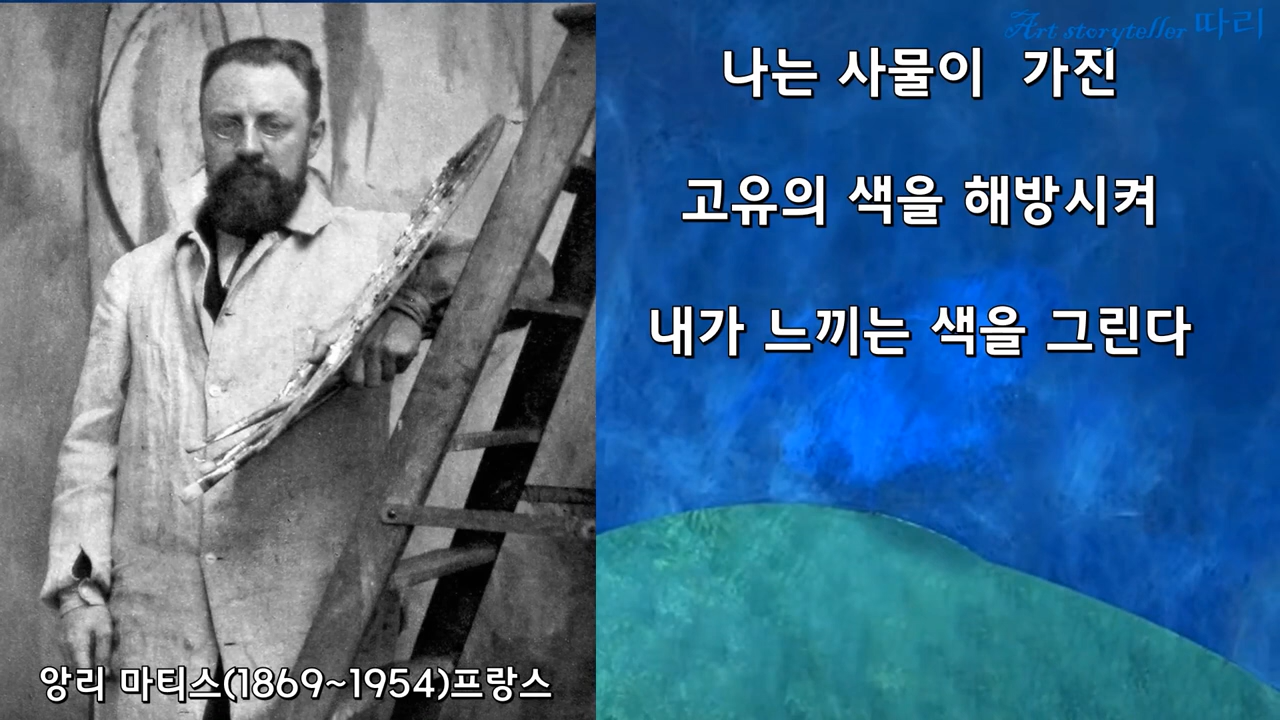 Art storyteller 따리
나는 사물이 가진
고유의 색을 해방시켜
내가 느끼는 색을 그린다
앙리 마티스(1869~1954)프랑스